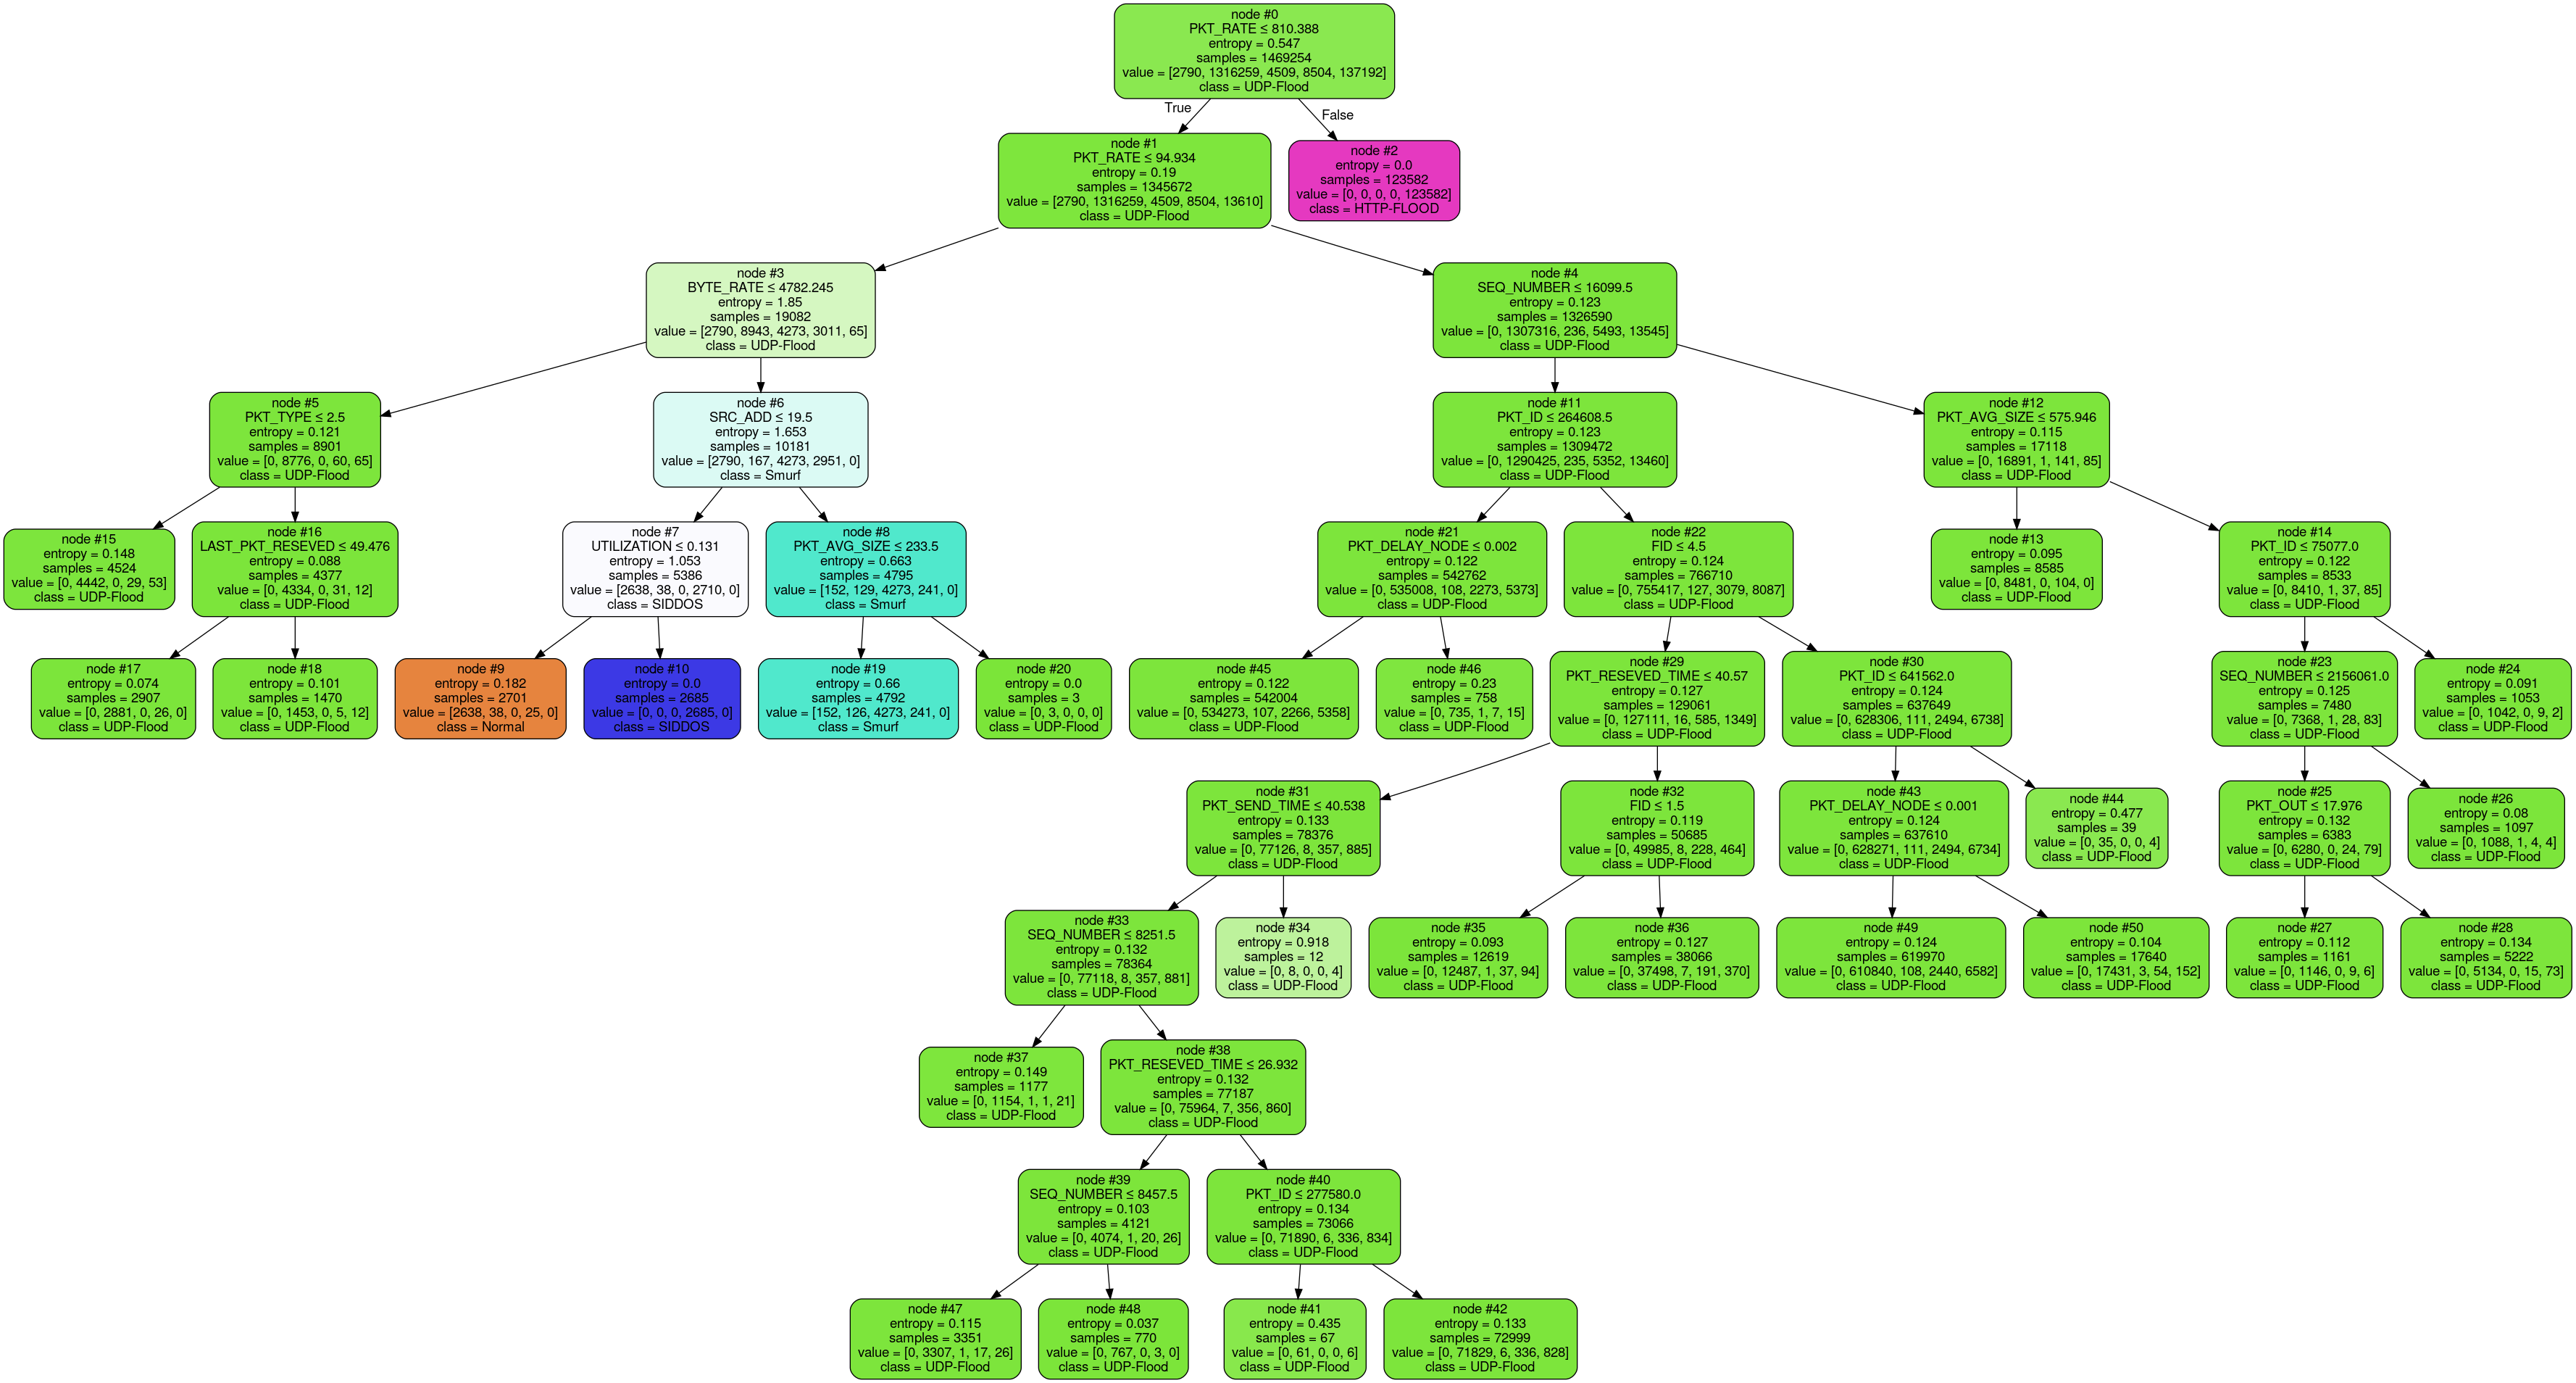 node #0
PKT_RATE ≤ 810.388
entropy = 0.547
samples = 1469254
value = [2790, 1316259, 4509, 8504, 137192]
class = UDP-Flood
True
False
node #1
PKT_RATE ≤ 94.934
entropy = 0.19
samples = 1345672
value = [2790, 1316259, 4509, 8504, 13610]
class = UDP-Flood
node #2
entropy = 0.0
samples = 123582
value = [0, 0, 0, 0, 123582]
class = HTTP-FLOOD
node #3
BYTE_RATE ≤ 4782.245
entropy = 1.85
samples = 19082
value = [2790, 8943, 4273, 3011, 65]
class = UDP-Flood
node #4
SEQ_NUMBER ≤ 16099.5
entropy = 0.123
samples = 1326590
value = [0, 1307316, 236, 5493, 13545]
class = UDP-Flood
node #5
PKT_TYPE ≤ 2.5
entropy = 0.121
samples = 8901
value = [0, 8776, 0, 60, 65]
class = UDP-Flood
node #6
SRC_ADD ≤ 19.5
entropy = 1.653
samples = 10181
value = [2790, 167, 4273, 2951, 0]
class = Smurf
node #11
PKT_ID ≤ 264608.5
entropy = 0.123
samples = 1309472
value = [0, 1290425, 235, 5352, 13460]
class = UDP-Flood
node #12
PKT_AVG_SIZE ≤ 575.946
entropy = 0.115
samples = 17118
value = [0, 16891, 1, 141, 85]
class = UDP-Flood
node #15
entropy = 0.148
samples = 4524
value = [0, 4442, 0, 29, 53]
class = UDP-Flood
node #16
LAST_PKT_RESEVED ≤ 49.476
entropy = 0.088
samples = 4377
value = [0, 4334, 0, 31, 12]
class = UDP-Flood
node #7
UTILIZATION ≤ 0.131
entropy = 1.053
samples = 5386
value = [2638, 38, 0, 2710, 0]
class = SIDDOS
node #8
PKT_AVG_SIZE ≤ 233.5
entropy = 0.663
samples = 4795
value = [152, 129, 4273, 241, 0]
class = Smurf
node #21
PKT_DELAY_NODE ≤ 0.002
entropy = 0.122
samples = 542762
value = [0, 535008, 108, 2273, 5373]
class = UDP-Flood
node #22
FID ≤ 4.5
entropy = 0.124
samples = 766710
value = [0, 755417, 127, 3079, 8087]
class = UDP-Flood
node #13
entropy = 0.095
samples = 8585
value = [0, 8481, 0, 104, 0]
class = UDP-Flood
node #14
PKT_ID ≤ 75077.0
entropy = 0.122
samples = 8533
value = [0, 8410, 1, 37, 85]
class = UDP-Flood
node #17
entropy = 0.074
samples = 2907
value = [0, 2881, 0, 26, 0]
class = UDP-Flood
node #18
entropy = 0.101
samples = 1470
value = [0, 1453, 0, 5, 12]
class = UDP-Flood
node #9
entropy = 0.182
samples = 2701
value = [2638, 38, 0, 25, 0]
class = Normal
node #10
entropy = 0.0
samples = 2685
value = [0, 0, 0, 2685, 0]
class = SIDDOS
node #19
entropy = 0.66
samples = 4792
value = [152, 126, 4273, 241, 0]
class = Smurf
node #20
entropy = 0.0
samples = 3
value = [0, 3, 0, 0, 0]
class = UDP-Flood
node #45
entropy = 0.122
samples = 542004
value = [0, 534273, 107, 2266, 5358]
class = UDP-Flood
node #46
entropy = 0.23
samples = 758
value = [0, 735, 1, 7, 15]
class = UDP-Flood
node #29
PKT_RESEVED_TIME ≤ 40.57
entropy = 0.127
samples = 129061
value = [0, 127111, 16, 585, 1349]
class = UDP-Flood
node #30
PKT_ID ≤ 641562.0
entropy = 0.124
samples = 637649
value = [0, 628306, 111, 2494, 6738]
class = UDP-Flood
node #23
SEQ_NUMBER ≤ 2156061.0
entropy = 0.125
samples = 7480
value = [0, 7368, 1, 28, 83]
class = UDP-Flood
node #24
entropy = 0.091
samples = 1053
value = [0, 1042, 0, 9, 2]
class = UDP-Flood
node #31
PKT_SEND_TIME ≤ 40.538
entropy = 0.133
samples = 78376
value = [0, 77126, 8, 357, 885]
class = UDP-Flood
node #32
FID ≤ 1.5
entropy = 0.119
samples = 50685
value = [0, 49985, 8, 228, 464]
class = UDP-Flood
node #43
PKT_DELAY_NODE ≤ 0.001
entropy = 0.124
samples = 637610
value = [0, 628271, 111, 2494, 6734]
class = UDP-Flood
node #44
entropy = 0.477
samples = 39
value = [0, 35, 0, 0, 4]
class = UDP-Flood
node #25
PKT_OUT ≤ 17.976
entropy = 0.132
samples = 6383
value = [0, 6280, 0, 24, 79]
class = UDP-Flood
node #26
entropy = 0.08
samples = 1097
value = [0, 1088, 1, 4, 4]
class = UDP-Flood
node #33
SEQ_NUMBER ≤ 8251.5
entropy = 0.132
samples = 78364
value = [0, 77118, 8, 357, 881]
class = UDP-Flood
node #34
entropy = 0.918
samples = 12
value = [0, 8, 0, 0, 4]
class = UDP-Flood
node #35
entropy = 0.093
samples = 12619
value = [0, 12487, 1, 37, 94]
class = UDP-Flood
node #36
entropy = 0.127
samples = 38066
value = [0, 37498, 7, 191, 370]
class = UDP-Flood
node #49
entropy = 0.124
samples = 619970
value = [0, 610840, 108, 2440, 6582]
class = UDP-Flood
node #50
entropy = 0.104
samples = 17640
value = [0, 17431, 3, 54, 152]
class = UDP-Flood
node #27
entropy = 0.112
samples = 1161
value = [0, 1146, 0, 9, 6]
class = UDP-Flood
node #28
entropy = 0.134
samples = 5222
value = [0, 5134, 0, 15, 73]
class = UDP-Flood
node #37
entropy = 0.149
samples = 1177
value = [0, 1154, 1, 1, 21]
class = UDP-Flood
node #38
PKT_RESEVED_TIME ≤ 26.932
entropy = 0.132
samples = 77187
value = [0, 75964, 7, 356, 860]
class = UDP-Flood
node #39
SEQ_NUMBER ≤ 8457.5
entropy = 0.103
samples = 4121
value = [0, 4074, 1, 20, 26]
class = UDP-Flood
node #40
PKT_ID ≤ 277580.0
entropy = 0.134
samples = 73066
value = [0, 71890, 6, 336, 834]
class = UDP-Flood
node #47
entropy = 0.115
samples = 3351
value = [0, 3307, 1, 17, 26]
class = UDP-Flood
node #48
entropy = 0.037
samples = 770
value = [0, 767, 0, 3, 0]
class = UDP-Flood
node #41
entropy = 0.435
samples = 67
value = [0, 61, 0, 0, 6]
class = UDP-Flood
node #42
entropy = 0.133
samples = 72999
value = [0, 71829, 6, 336, 828]
class = UDP-Flood